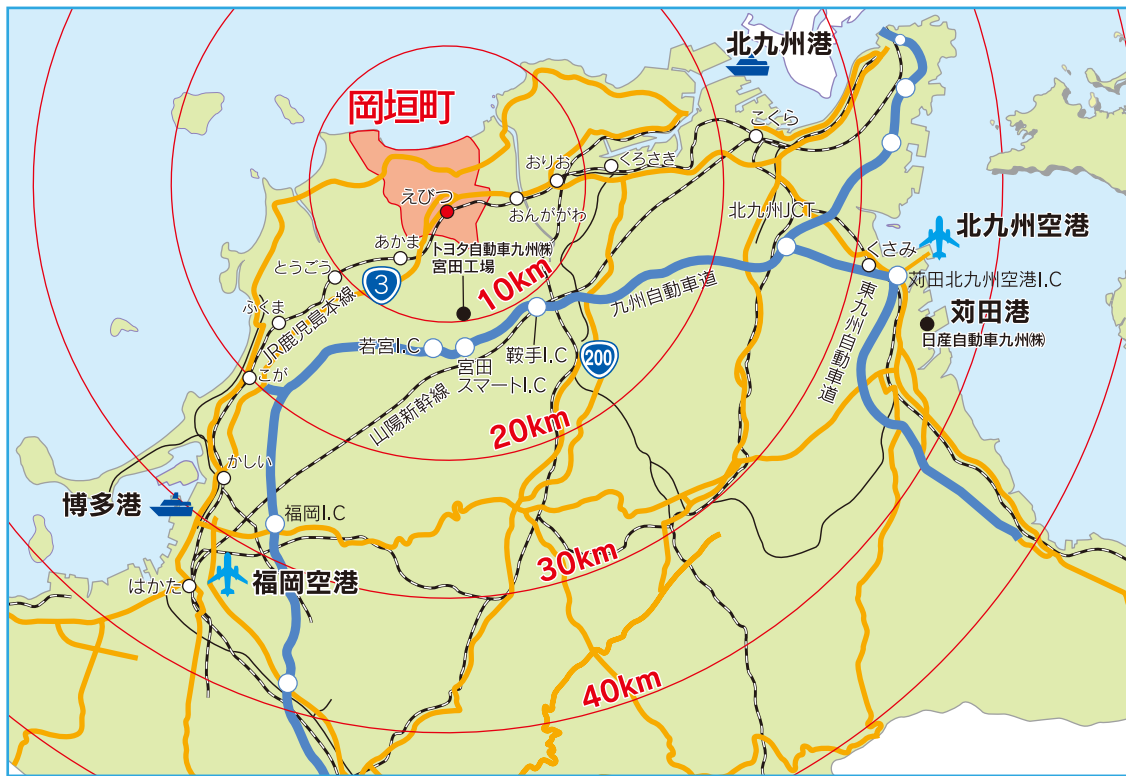 北九州港
岡垣町
こくら
おりお
くろさき
えびつ
おんががわ
北九州JCT
北九州空港
あかま
トヨタ自動車九州㈱
宮田工場
くさみ
とうごう
3
10km
九州自動車道
苅田北九州空港I.C
ふくま
JR鹿児島本線
東九州自動車道
苅田港
日産自動車九州㈱
若宮I.C
宮田
スマートI.C
鞍手I.C
200
こが
山陽新幹線
20km
かしい
博多港
福岡I.C
30km
はかた
福岡空港
40km